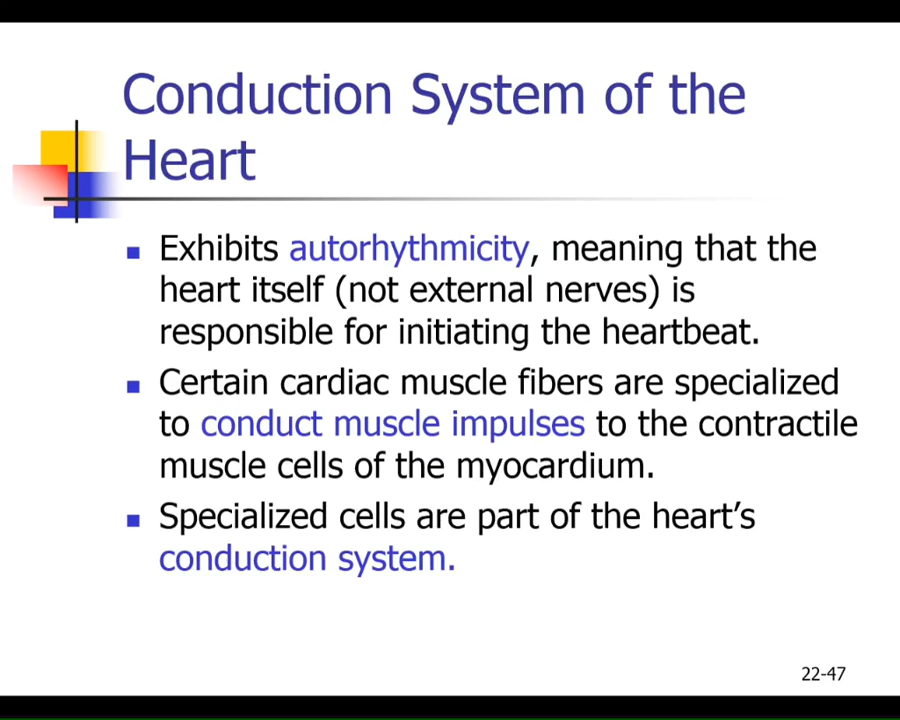 Conduction System of the
Heart
Exhibits autorhythmicity, meaning that the
heart itself (not external nerves) is
responsible for initiating the heartbeat.
Certain cardiac muscle fibers are specialized
to conduct muscle impulses to the contractile
muscle cells of the myocardium.
Specialized cells are part of the heart’s
conduction system.
22-47